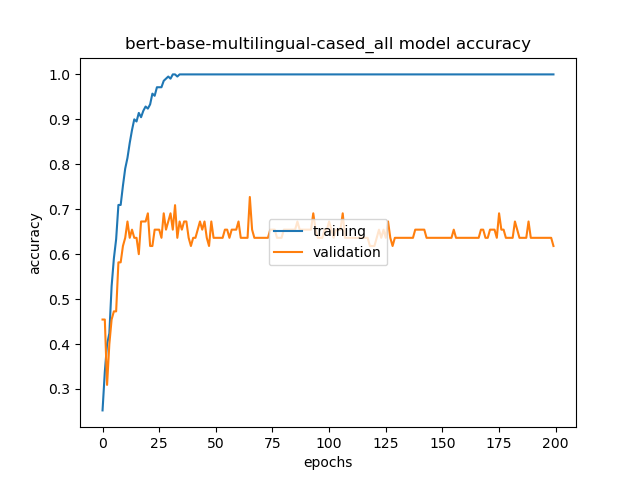 bert-base-multilingual-cased_all model accuracy
1.0
0.9
0.8
0.7
0.6
0.5
0.4
0.3
accuracy
training
validation
0 25 50 75 100 125 150 175 200
epochs